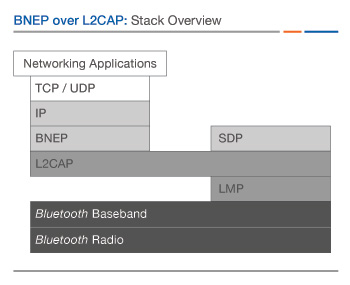 BNEP over L2CAP: Stack Overview
Networking Applications
TCP / UDP
IP
BNEP
SDP
L2CAP
LMP
Bluetooth Baseband
Bluetooth Radio